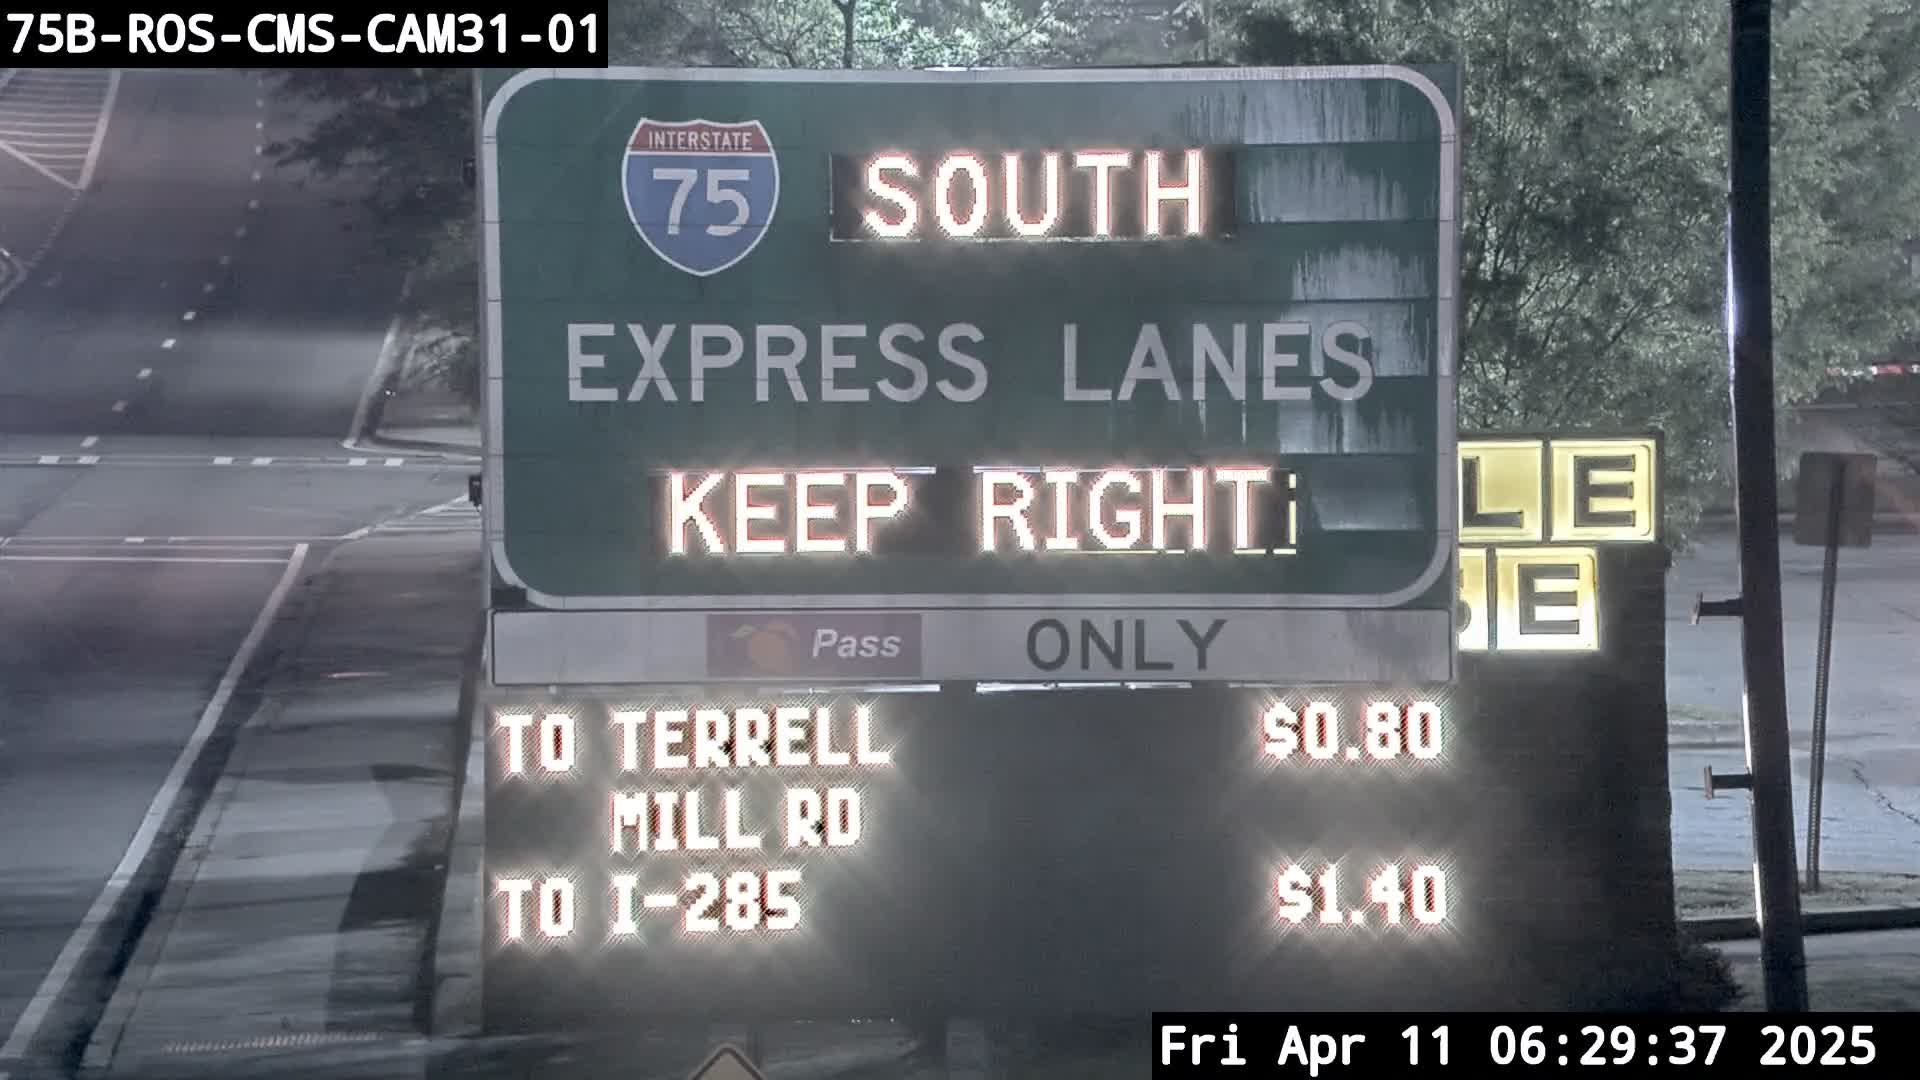 75B-ROS-CMS-CAM31-01
INTERSTATE
75
SOUTH
EXPRESS LANES
KEEP RIGHT
Pass ONLY
TO TERRELL $0.80
MILL RD
TO I-285 $1.40
LE
E
Fri Apr 11 06:29:37 2025